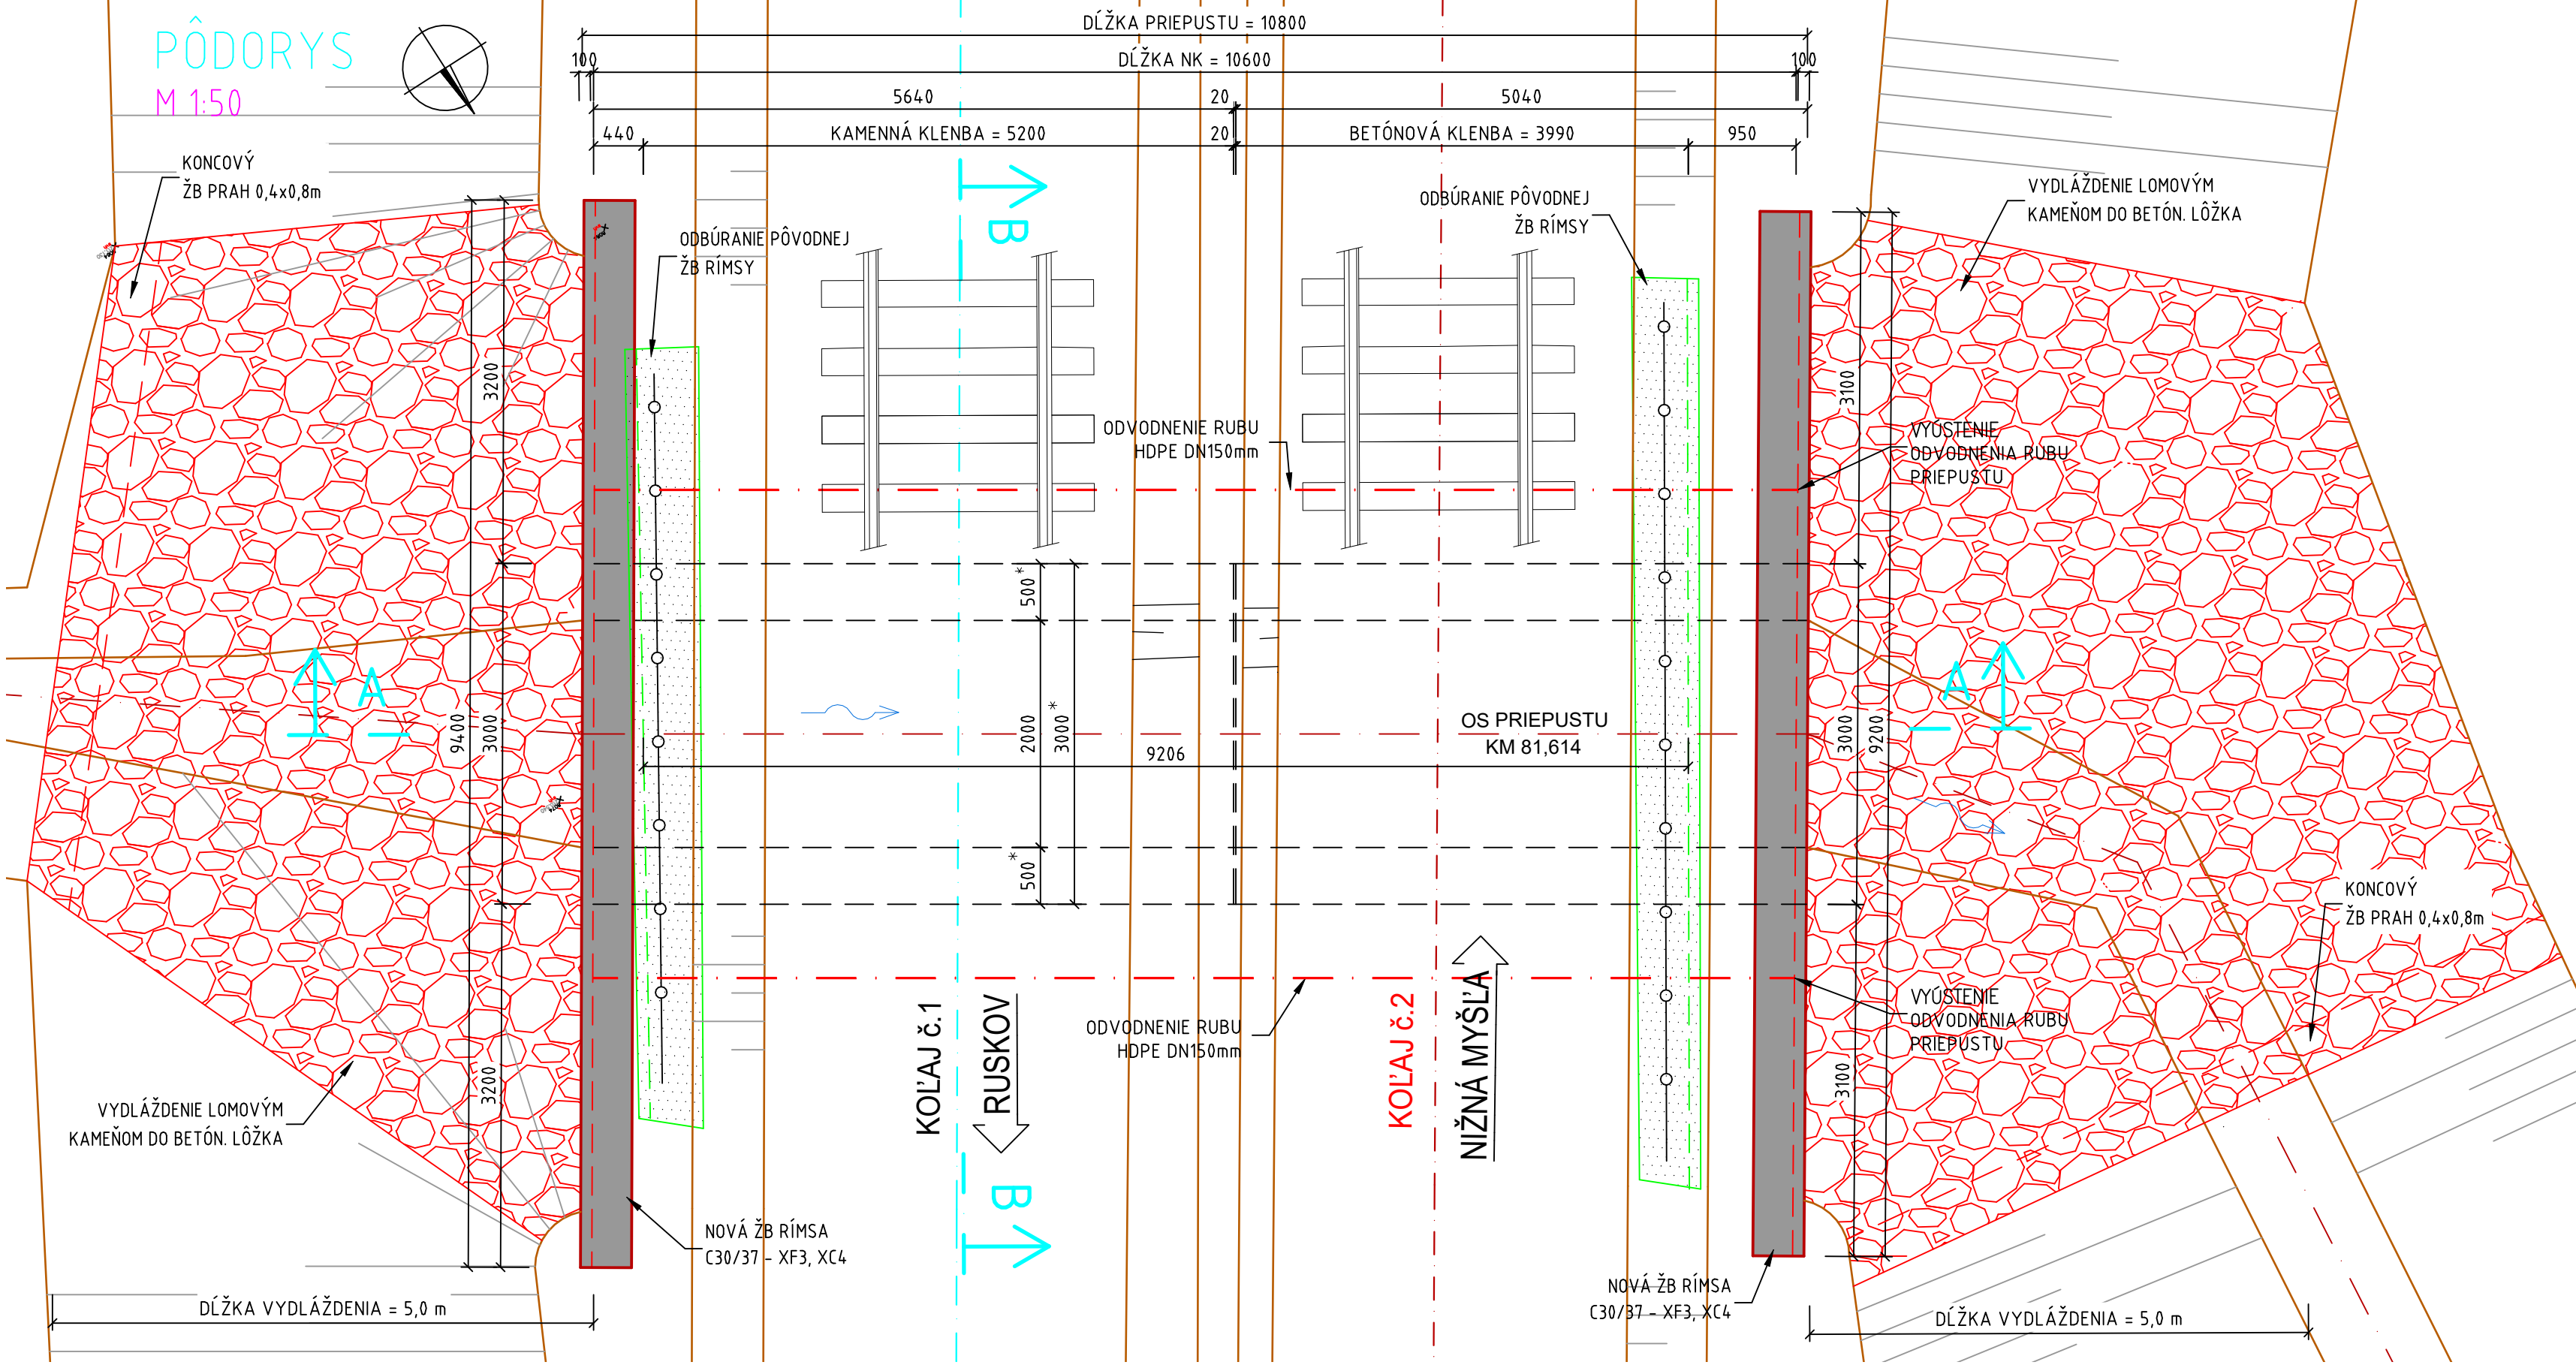 PÔDORYS
M 1:50
DĹŽKA PRIEPUSTU = 10800
100
DĹŽKA NK = 10600
100
5640
20
5040
440
KAMENNÁ KLENBA = 5200
20
BETÓNOVÁ KLENBA = 3990
950
KONCOVÝ
ŽB PRAH 0,4x0,8m
B
ODBÚRANIE PÔVODNEJ
ŽB RÍMSY
ODBÚRANIE PÔVODNEJ
ŽB RÍMSY
VYDLÁŽDENIE LOMOVÝM
KAMEŇOM DO BETÓN. LÔŽKA
3200
3100
ODVODNENIE RUBU
HDPE DN150mm
VYÚSTENIE
ODVODNENIA RUBU
PRIEPUSTU
500*
A
A
9400
3000
2000
3000*
9206
OS PRIEPUSTU
KM 81,614
3000
9200
500*
KONCOVÝ
ŽB PRAH 0,4x0,8m
KOĽAJ č.1
RUSKOV
ODVODNENIE RUBU
HDPE DN150mm
KOĽAJ č.2
NIŽNÁ MYŠĽA
VYÚSTENIE
ODVODNENIA RUBU
PRIEPUSTU
3200
3100
VYDLÁŽDENIE LOMOVÝM
KAMEŇOM DO BETÓN. LÔŽKA
B
NOVÁ ŽB RÍMSA
C30/37 - XF3, XC4
NOVÁ ŽB RÍMSA
C30/37 - XF3, XC4
DĹŽKA VYDLÁŽDENIA = 5,0 m
DĹŽKA VYDLÁŽDENIA = 5,0 m